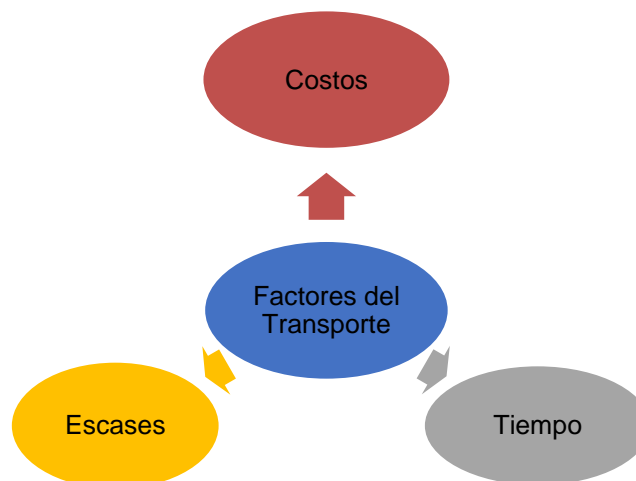 Costos
Factores del
Transporte
Escases
Tiempo